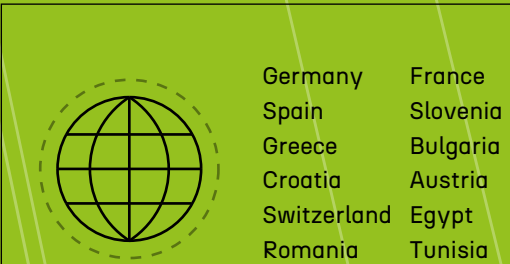 Germany France
Spain Slovenia
Greece Bulgaria
Croatia Austria
Switzerland Egypt
Romania Tunisia